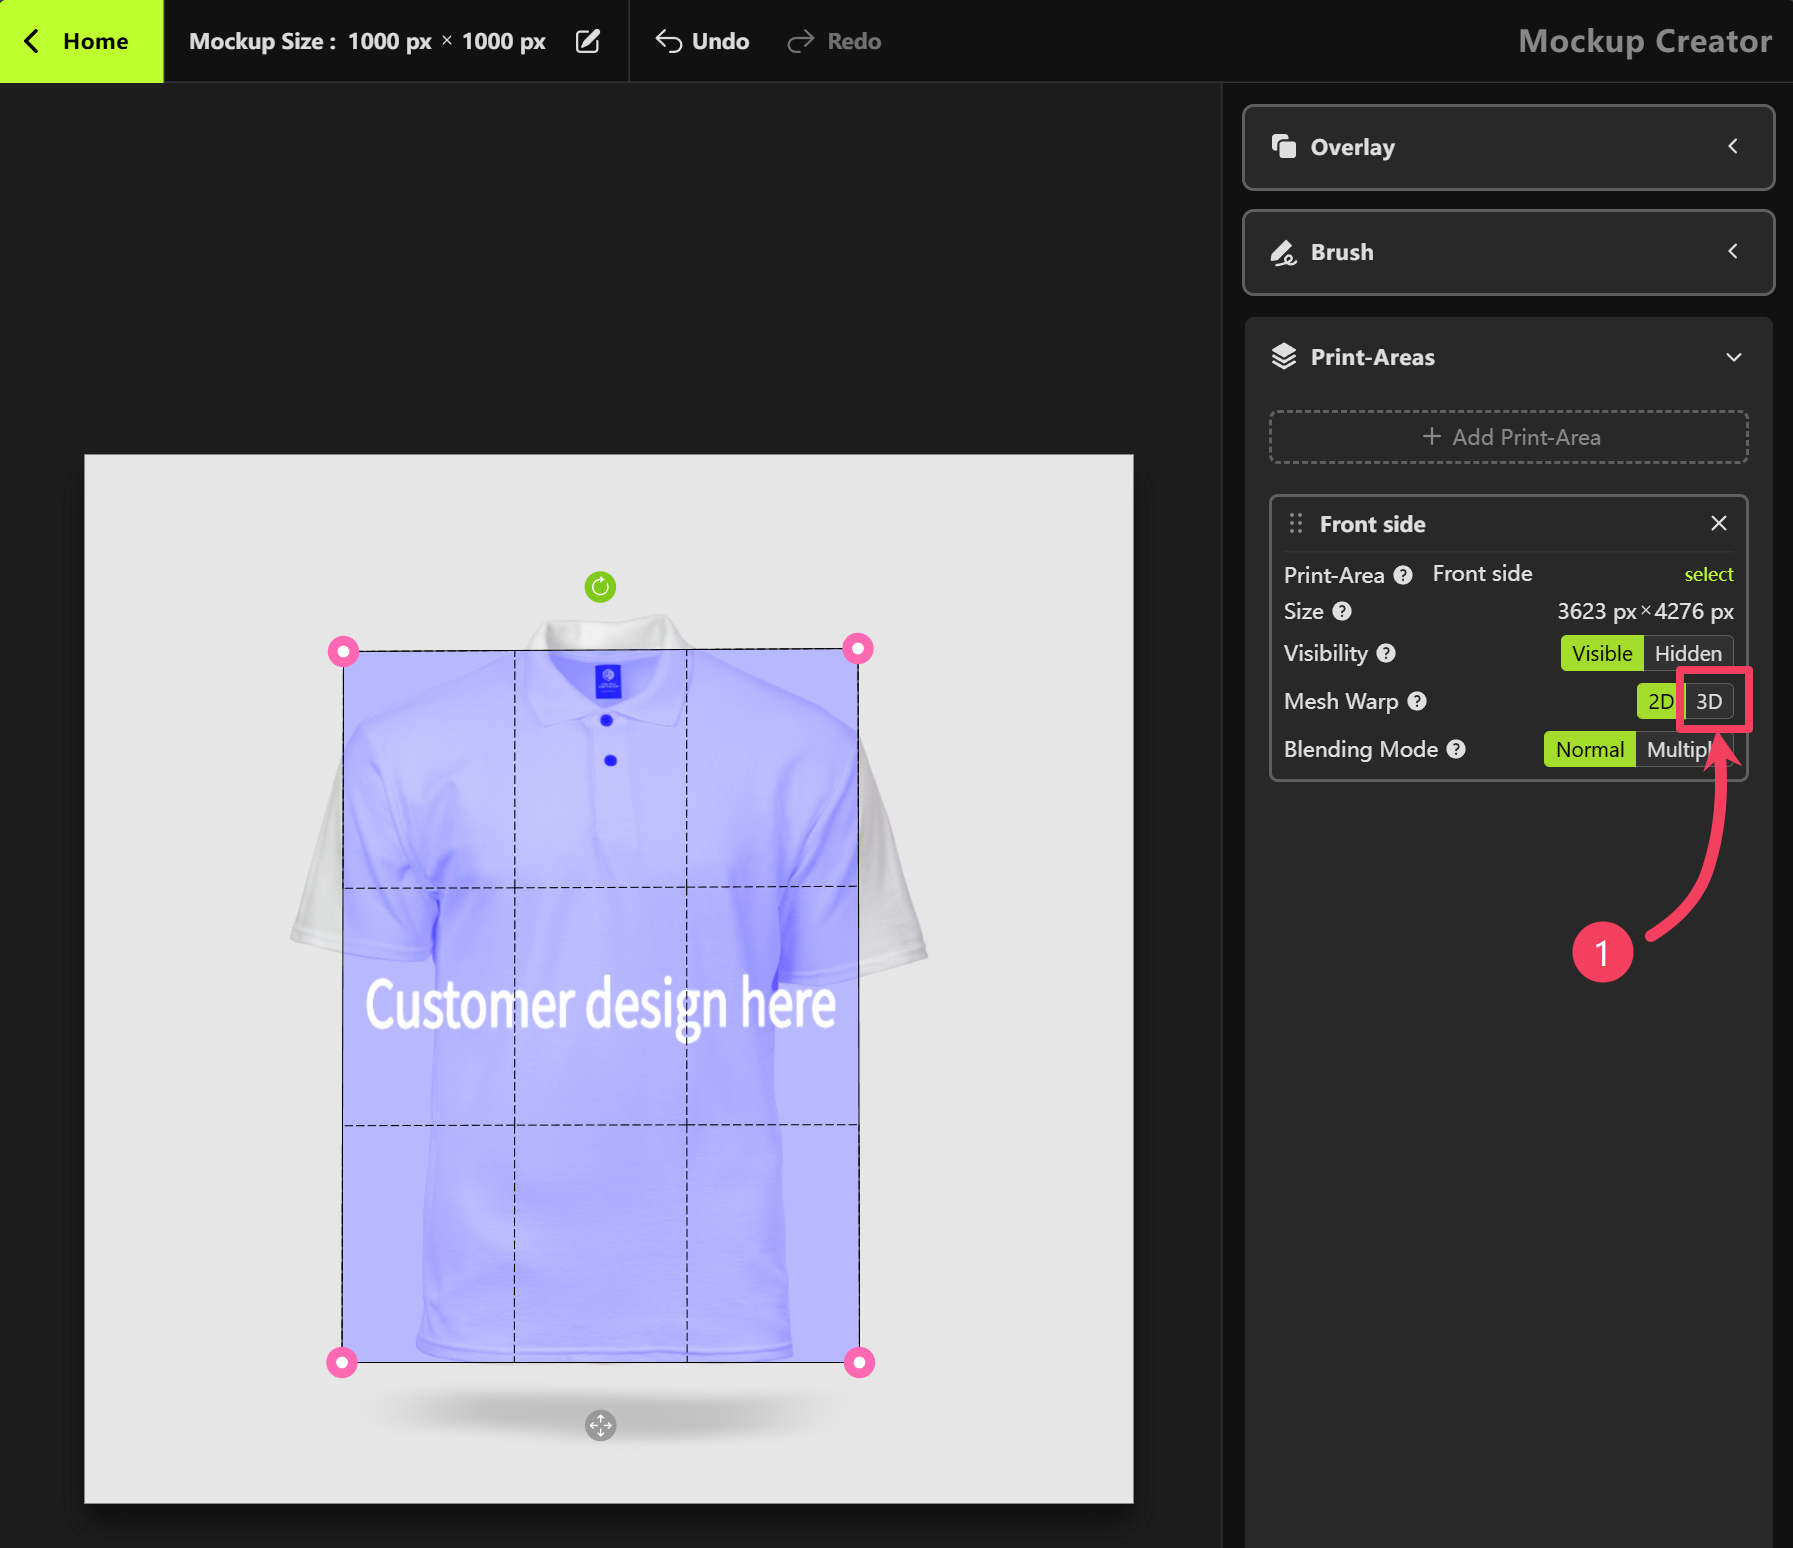 Home
Mockup Size : 1000 px × 1000 px
Undo
Redo
Mockup Creator
Overlay
Brush
Print-Areas
+ Add Print-Area
Front side
Print-Area ? Front side select
Size ? 3623 px × 4276 px
Visibility ? Visible Hidden
Mesh Warp ? 2D 3D
Blending Mode ? Normal
1
Customer design here